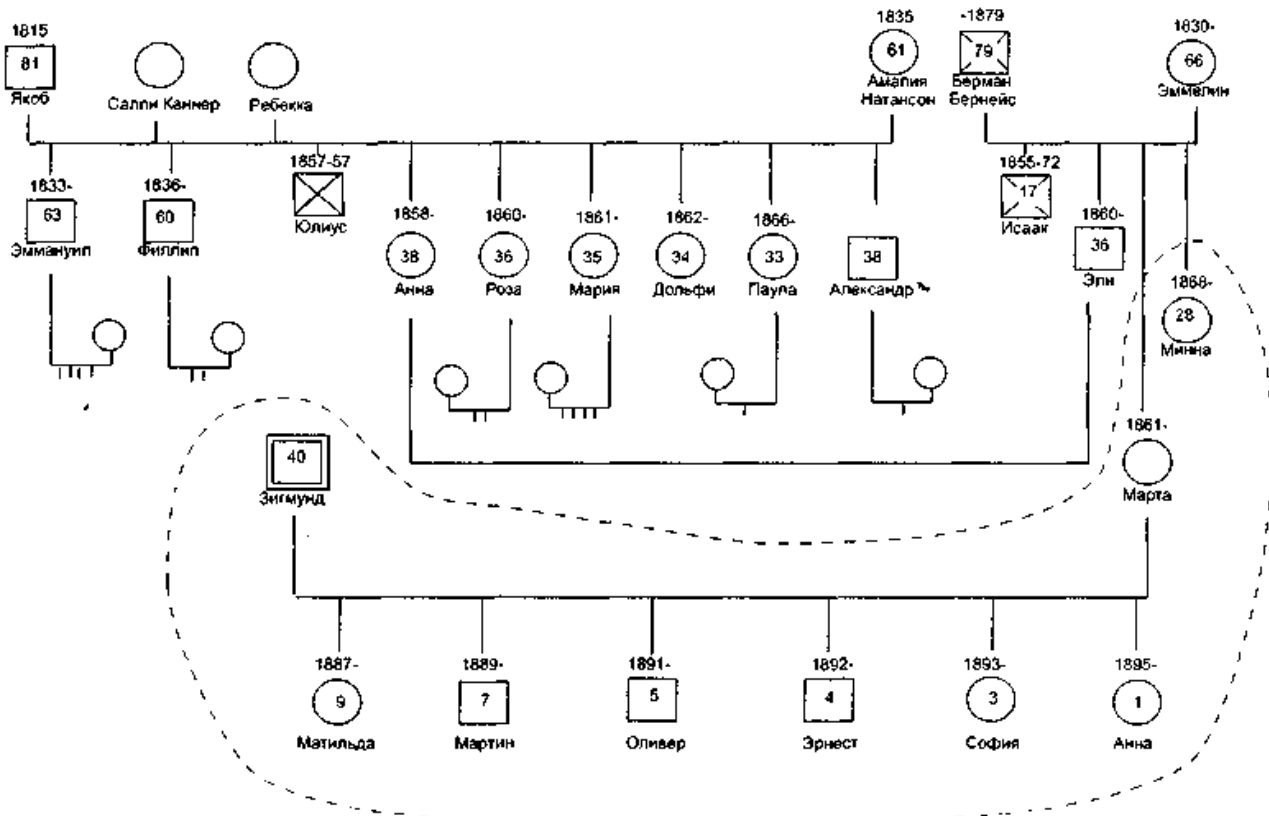 1815
81
Якоб
Салли Каннер
Ребекка
1835
61
Амалия
Натансон
-1879
79
Берман
Бернейс
1830-
66
Эммелин
1833-
63
Эммануил
1836-
60
Филлип
1857-57
Юлиус
1858-
38
Анна
1860-
36
Роза
1861-
35
Мария
1862-
34
Дольфи
1866-
33
Паула
38
Александр
1855-72
17
Исаак
1860-
36
Эли
1868-
28
Минна
40
Зигмунд
1861-
Марта
1887-
9
Матильда
1889-
7
Мартин
1891-
5
Оливер
1892-
4
Эрнест
1893-
3
София
1895-
1
Анна